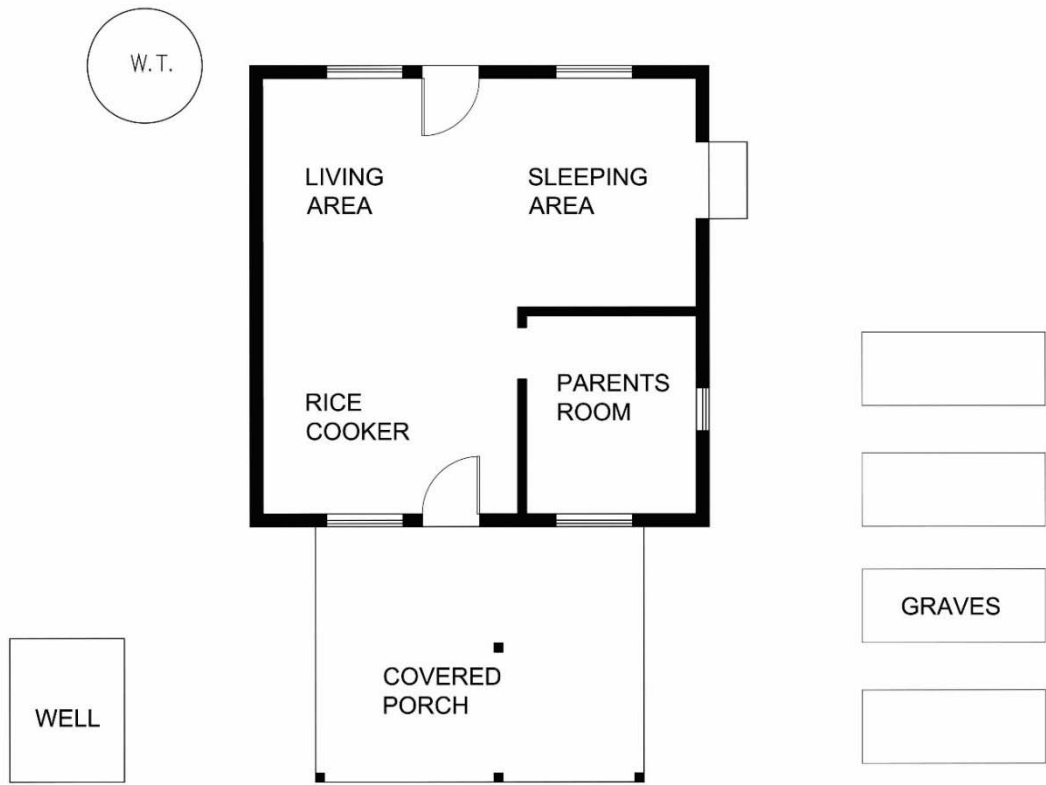 W.T.
LIVING
AREA
SLEEPING
AREA
RICE
COOKER
PARENTS
ROOM
GRAVES
COVERED
PORCH
WELL